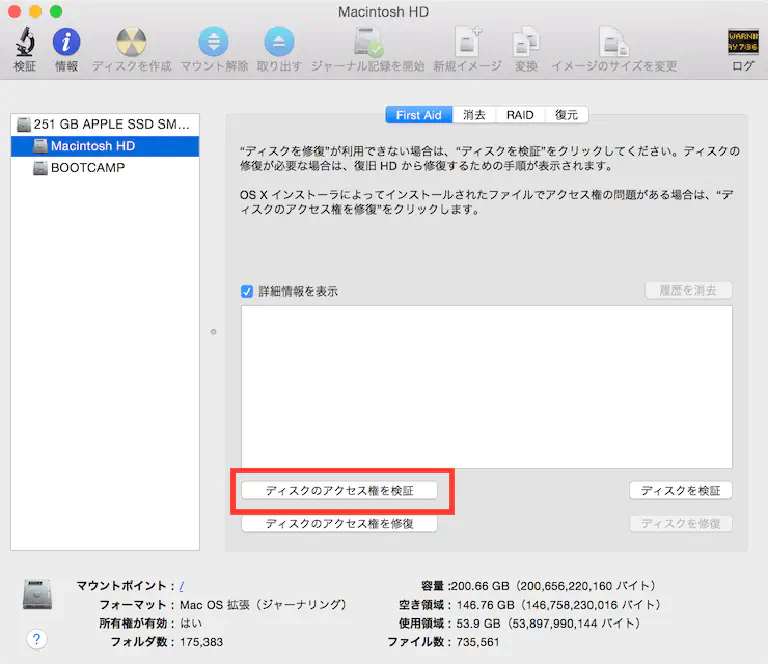 Macintosh HD
検証 情報 ディスクを作成 マウント解除 取り出す ジャーナル記録を開始 新規イメージ 変換 イメージのサイズを変更 ログ
WARNIN
AY 7:36
251 GB APPLE SSD SM...
Macintosh HD
BOOTCAMP
First Aid 消去 RAID 復元
“ディスクを修復”が利用できない場合は、“ディスクを検証”をクリックしてください。ディスクの
修復が必要な場合は、復旧 HD から修復するための手順が表示されます。
OS X インストーラによってインストールされたファイルでアクセス権の問題がある場合は、“デ
ィスクのアクセス権を修復”をクリックします。
詳細情報を表示 履歴を消去
ディスクのアクセス権を検証 ディスクを検証
ディスクのアクセス権を修復 ディスクを修復
マウントポイント : / 容量 : 200.66 GB（200,656,220,160 バイト）
フォーマット : Mac OS 拡張（ジャーナリング） 空き領域 : 146.76 GB（146,758,230,016 バイト）
所有権が有効 : はい 使用領域 : 53.9 GB（53,897,990,144 バイト）
フォルダ数 : 175,383 ファイル数 : 735,561
?